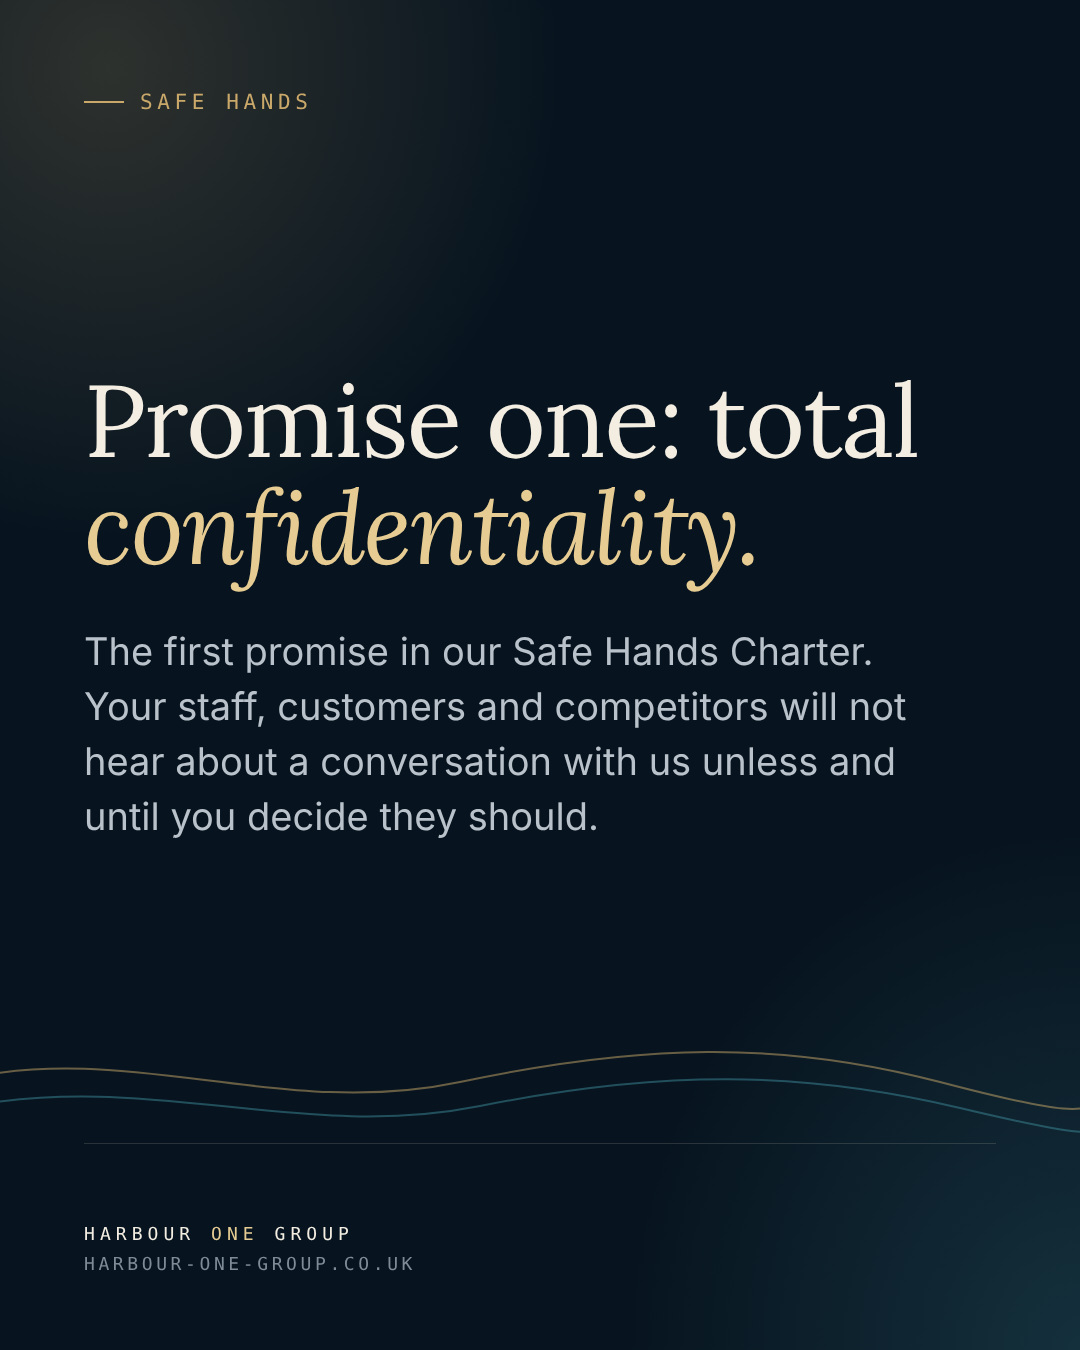 SAFE HANDS
Promise one: total
confidentiality.
The first promise in our Safe Hands Charter.
Your staff, customers and competitors will not
hear about a conversation with us unless and
until you decide they should.
HARBOUR ONE GROUP
HARBOUR-ONE-GROUP.CO.UK